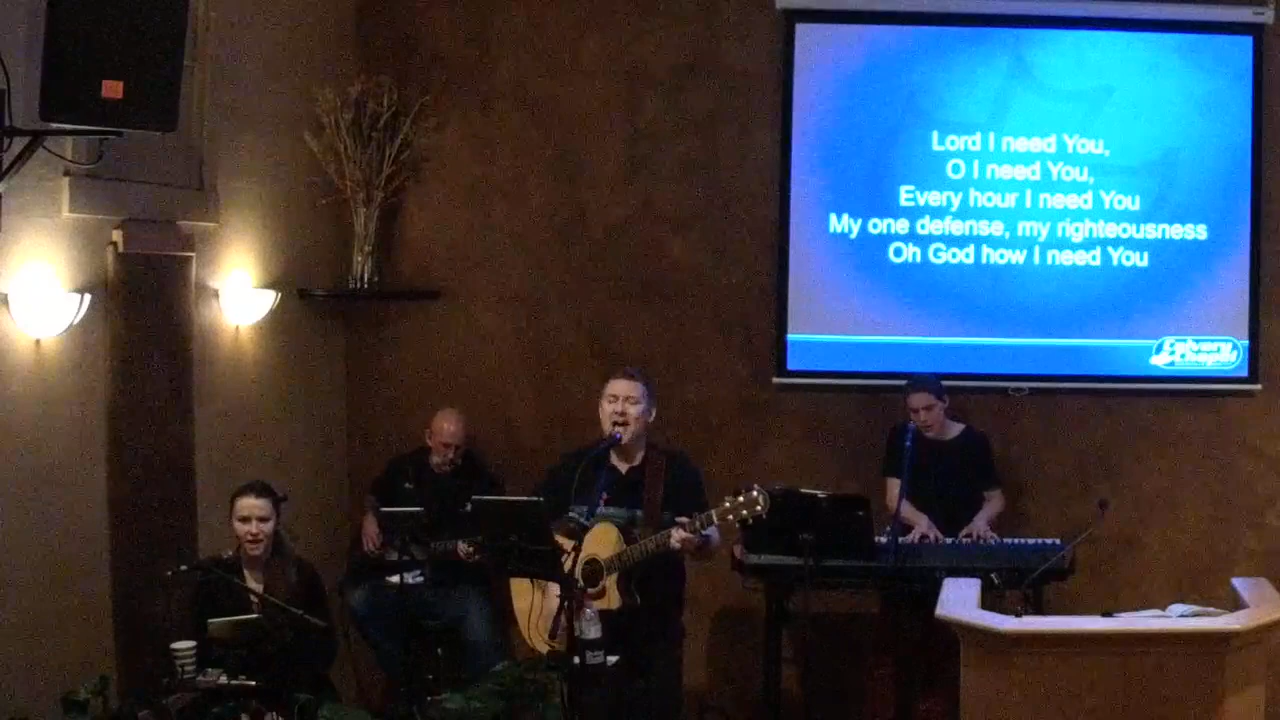 Lord I need You,
O I need You,
Every hour I need You
My one defense, my righteousness
Oh God how I need You
Calvary
Chapel